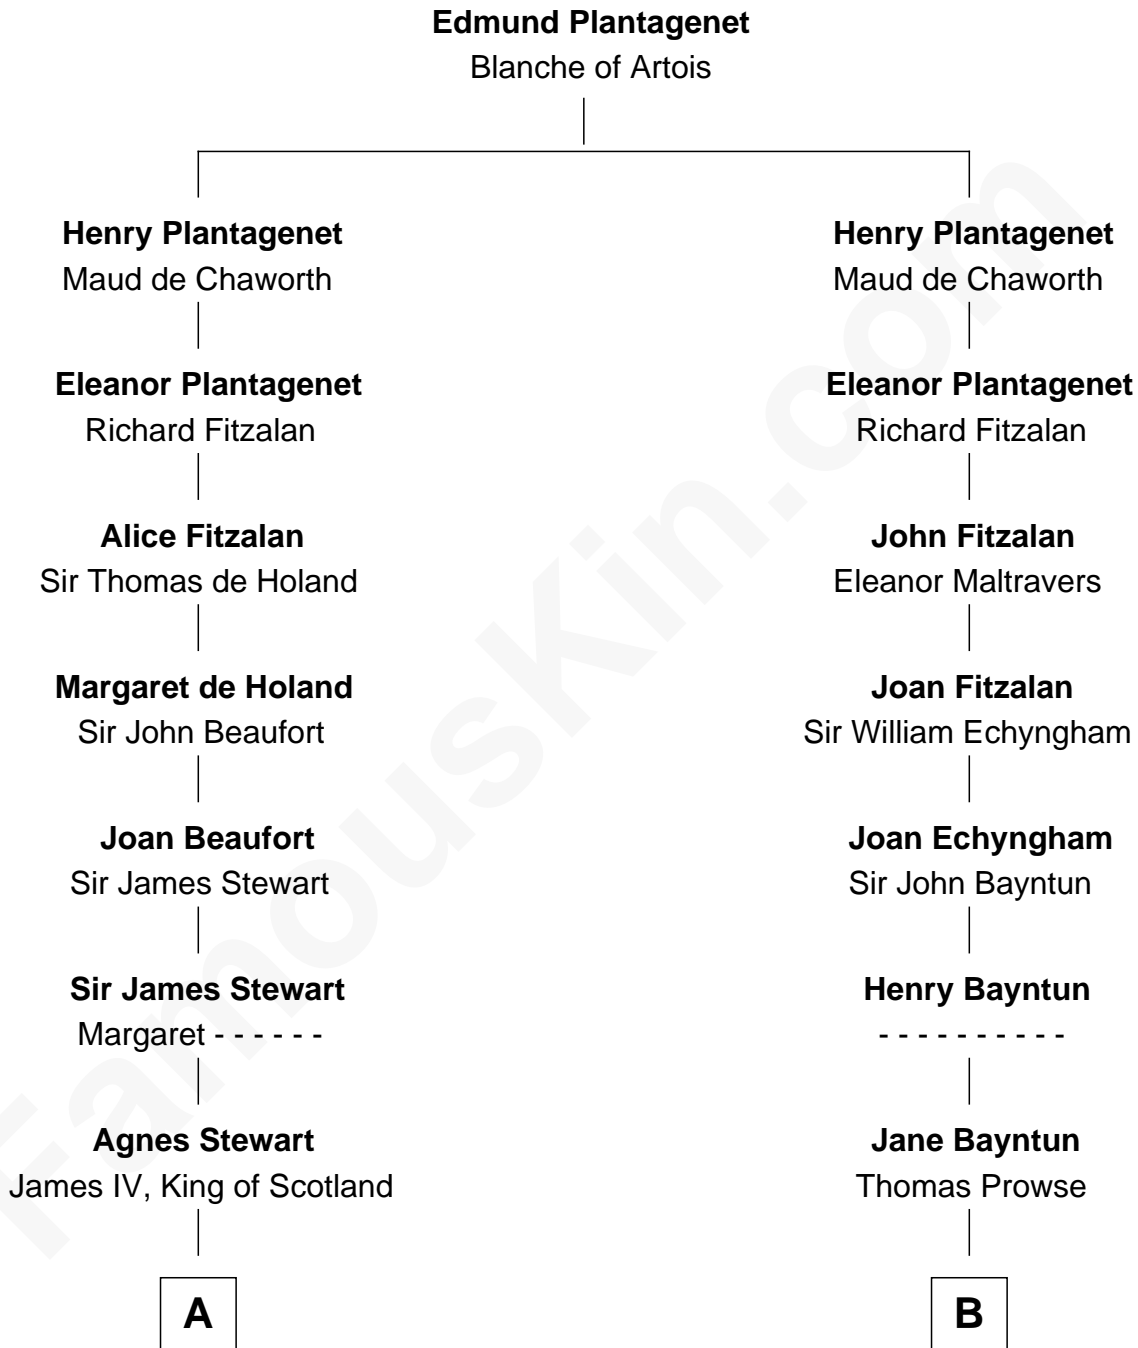 Edmund Plantagenet
Blanche of Artois
Henry Plantagenet
Maud de Chaworth
Eleanor Plantagenet
Richard Fitzalan
Alice Fitzalan
Sir Thomas de Holand
Margaret de Holand
Sir John Beaufort
Joan Beaufort
Sir James Stewart
Sir James Stewart
Margaret - - - - - -
Agnes Stewart
James IV, King of Scotland
A
Henry Plantagenet
Maud de Chaworth
Eleanor Plantagenet
Richard Fitzalan
John Fitzalan
Eleanor Maltravers
Joan Fitzalan
Sir William Echyngham
Joan Echyngham
Sir John Bayntun
Henry Bayntun
- - - - - - - - - -
Jane Bayntun
Thomas Prowse
B
FamousKin.com